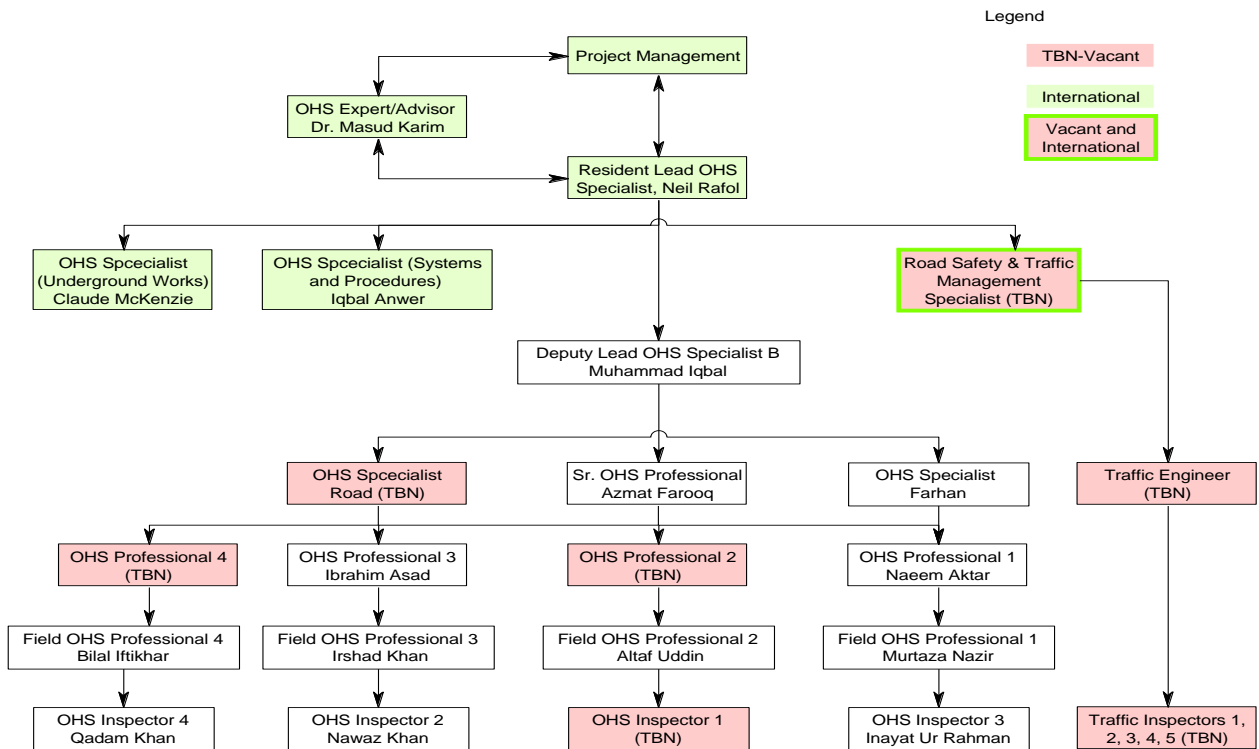 Legend
Project Management
TBN-Vacant
OHS Expert/Advisor
Dr. Masud Karim
International
Vacant and
International
Resident Lead OHS
Specialist, Neil Rafol
OHS Spcecialist
(Underground Works)
Claude McKenzie
OHS Spcecialist (Systems
and Procedures)
Iqbal Anwer
Road Safety & Traffic
Management
Specialist (TBN)
Deputy Lead OHS Specialist B
Muhammad Iqbal
OHS Spcecialist
Road (TBN)
Sr. OHS Professional
Azmat Farooq
OHS Specialist
Farhan
Traffic Engineer
(TBN)
OHS Professional 4
(TBN)
OHS Professional 3
Ibrahim Asad
OHS Professional 2
(TBN)
OHS Professional 1
Naeem Aktar
Field OHS Professional 4
Bilal Iftikhar
Field OHS Professional 3
Irshad Khan
Field OHS Professional 2
Altaf Uddin
Field OHS Professional 1
Murtaza Nazir
OHS Inspector 4
Qadam Khan
OHS Inspector 2
Nawaz Khan
OHS Inspector 1
(TBN)
OHS Inspector 3
Inayat Ur Rahman
Traffic Inspectors 1,
2, 3, 4, 5 (TBN)